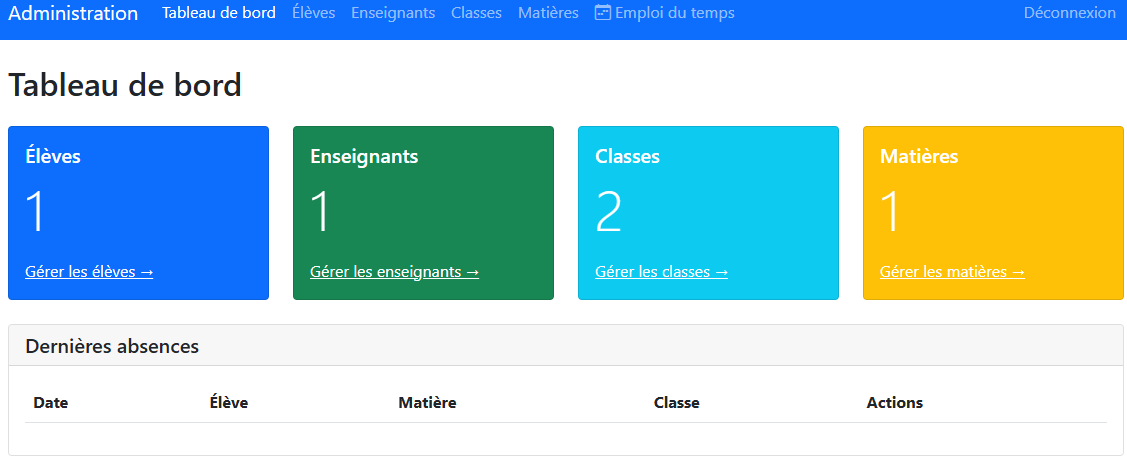 Administration Tableau de bord Élèves Enseignants Classes Matières Emploi du temps Déconnexion
Tableau de bord
Élèves
1
Gérer les élèves →
Enseignants
1
Gérer les enseignants →
Classes
2
Gérer les classes →
Matières
1
Gérer les matières →
Dernières absences
Date Élève Matière Classe Actions